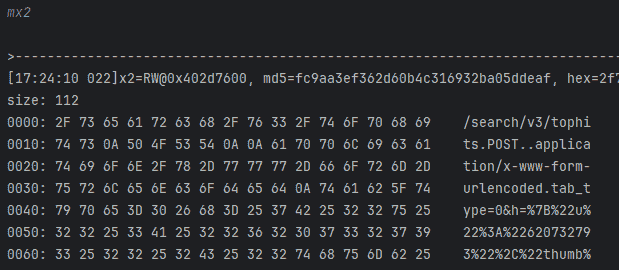 mx2
>-----------------------------------------------------------------------------
[17:24:10 022]x2=RW@0x402d7600, md5=fc9aa3ef362d60b4c316932ba05ddeaf, hex=2f7
size: 112
0000: 2F 73 65 61 72 63 68 2F 76 33 2F 74 6F 70 68 69    /search/v3/tophi
0010: 74 73 0A 50 4F 53 54 0A 0A 61 70 70 6C 69 63 61    ts.POST..applica
0020: 74 69 6F 6E 2F 78 2D 77 77 77 2D 66 6F 72 6D 2D    tion/x-www-form-
0030: 75 72 6C 65 6E 63 6F 64 65 64 0A 74 61 62 5F 74    urlencoded.tab_t
0040: 79 70 65 3D 30 26 68 3D 25 37 42 25 32 32 75 25    ype=0&h=%7B%22u%
0050: 32 32 25 33 41 25 32 32 36 32 30 37 33 32 37 39    22%3A%2262073279
0060: 33 25 32 32 25 32 43 25 32 32 74 68 75 6D 62 25    3%22%2C%22thumb%